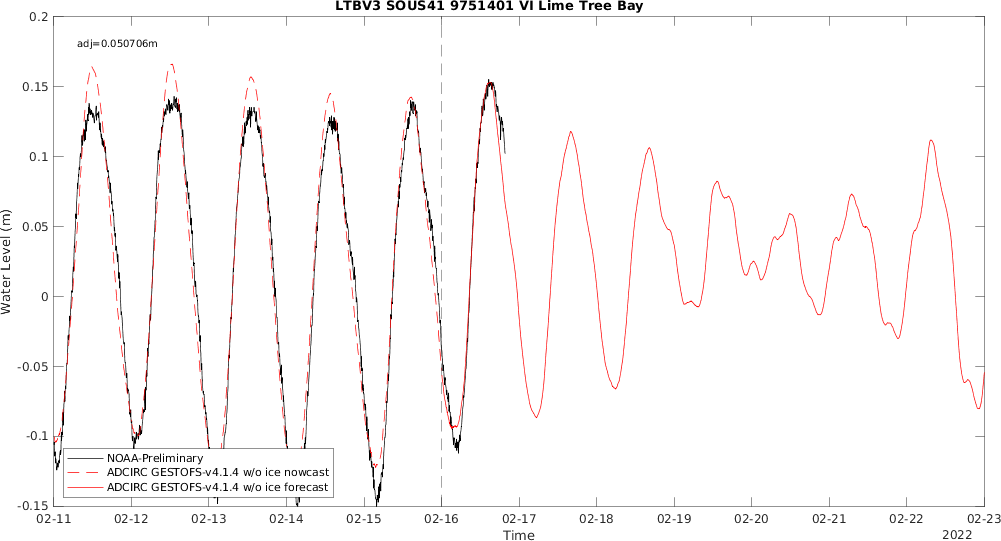 LTBV3 SOUS41 9751401 VI Lime Tree Bay
adj=0.050706m
Water Level (m)
0.2
0.15
0.1
0.05
0
-0.05
-0.1
-0.15
NOAA-Preliminary
ADCIRC GESTOFS-v4.1.4 w/o ice nowcast
ADCIRC GESTOFS-v4.1.4 w/o ice forecast
02-11 02-12 02-13 02-14 02-15 02-16 02-17 02-18 02-19 02-20 02-21 02-22 02-23
Time
2022